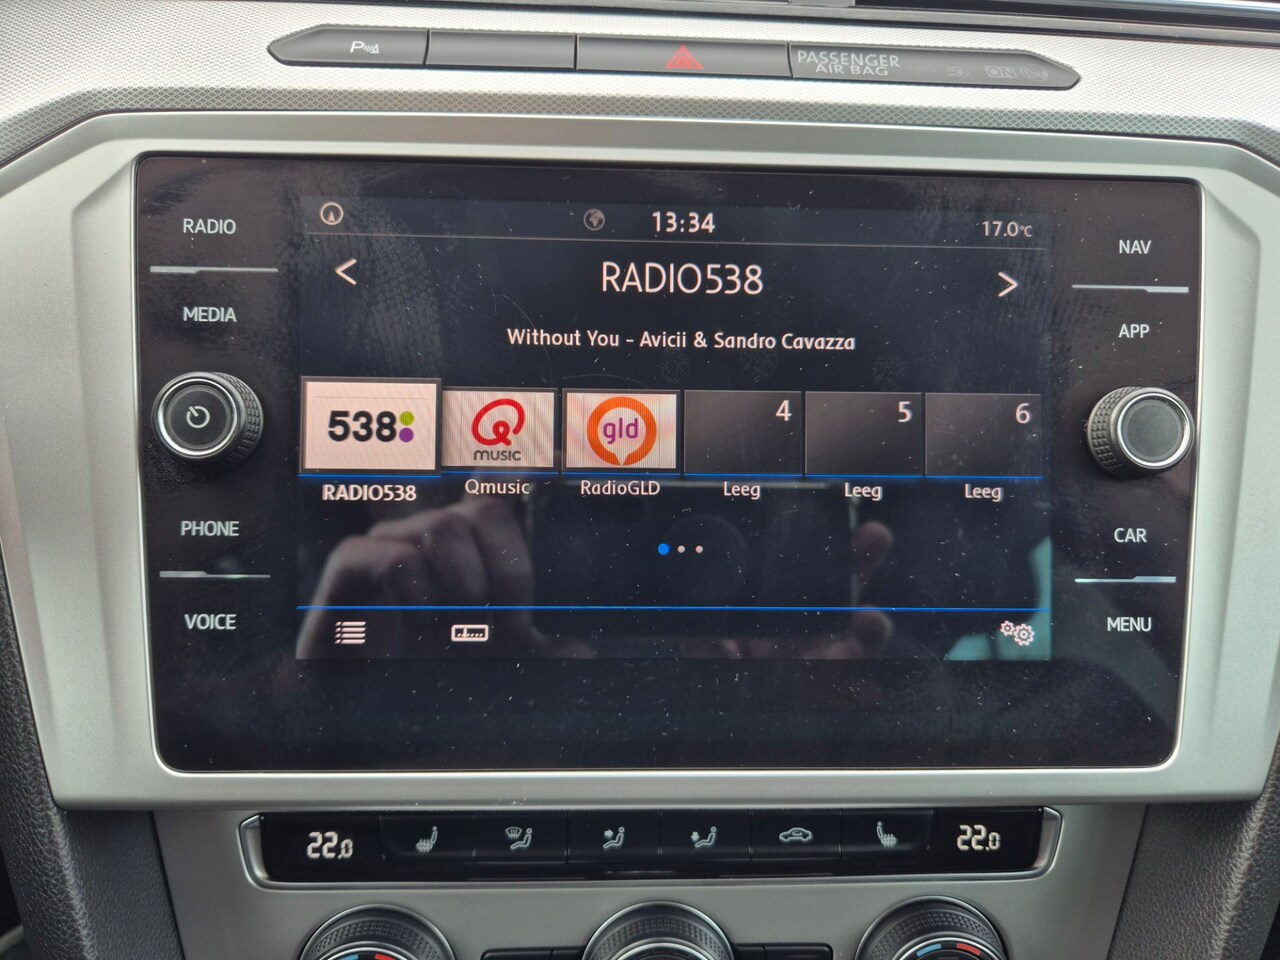 P
PASSENGER
AIR BAG
ON
RADIO
MEDIA
PHONE
VOICE
13:34
17.0°C
< RADIO538 >
Without You - Avicii & Sandro Cavazza
538
Q
MUSIC
gld
4
5
6
RADIO538
Qmusic
RadioGLD
Leeg
Leeg
Leeg
NAV
APP
CAR
MENU
22.0
22.0